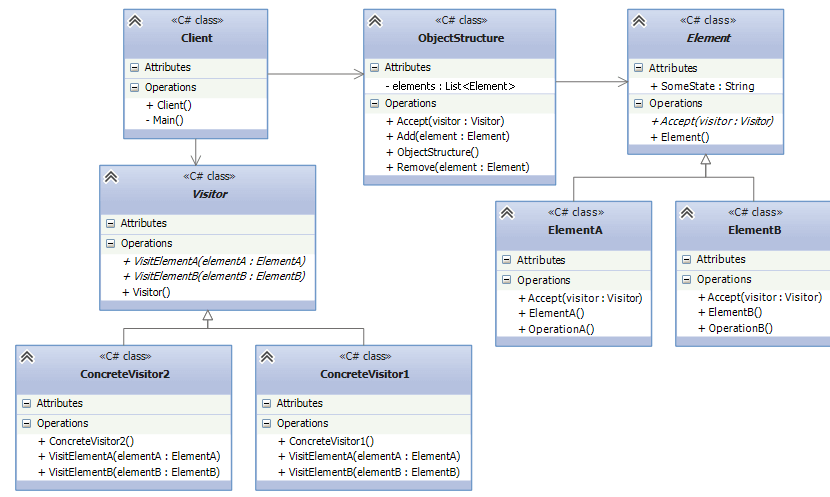 «C# class»
Client
Attributes
Operations
+ Client()
- Main()
«C# class»
ObjectStructure
Attributes
- elements : List<Element>
Operations
+ Accept(visitor : Visitor)
+ Add(element : Element)
+ ObjectStructure()
+ Remove(element : Element)
«C# class»
Element
Attributes
+ SomeState : String
Operations
+ Accept(visitor : Visitor)
+ Element()
«C# class»
Visitor
Attributes
Operations
+ VisitElementA(elementA : ElementA)
+ VisitElementB(elementB : ElementB)
+ Visitor()
«C# class»
ElementA
Attributes
Operations
+ Accept(visitor : Visitor)
+ ElementA()
+ OperationA()
«C# class»
ElementB
Attributes
Operations
+ Accept(visitor : Visitor)
+ ElementB()
+ OperationB()
«C# class»
ConcreteVisitor2
Attributes
Operations
+ ConcreteVisitor2()
+ VisitElementA(elementA : ElementA)
+ VisitElementB(elementB : ElementB)
«C# class»
ConcreteVisitor1
Attributes
Operations
+ ConcreteVisitor1()
+ VisitElementA(elementA : ElementA)
+ VisitElementB(elementB : ElementB)